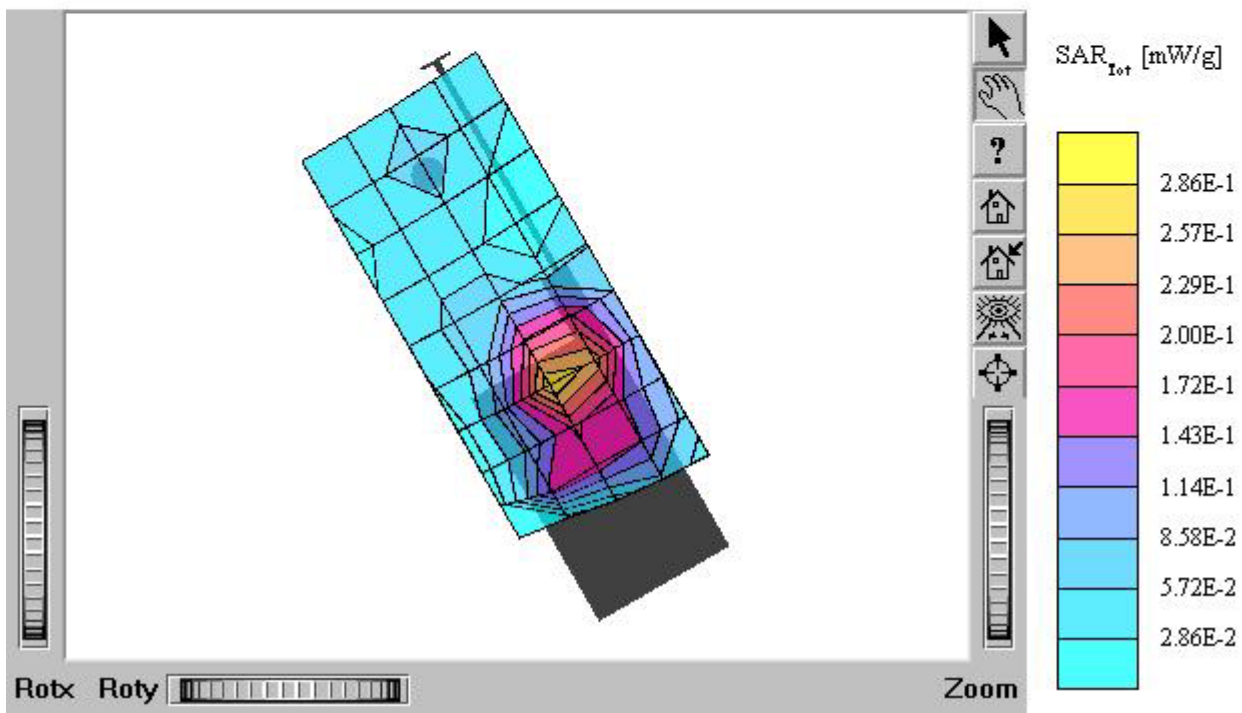 SAR_Tot [mW/g]
?
2.86E-1
2.57E-1
2.29E-1
2.00E-1
1.72E-1
1.43E-1
1.14E-1
8.58E-2
5.72E-2
2.86E-2
Rotx Roty Zoom